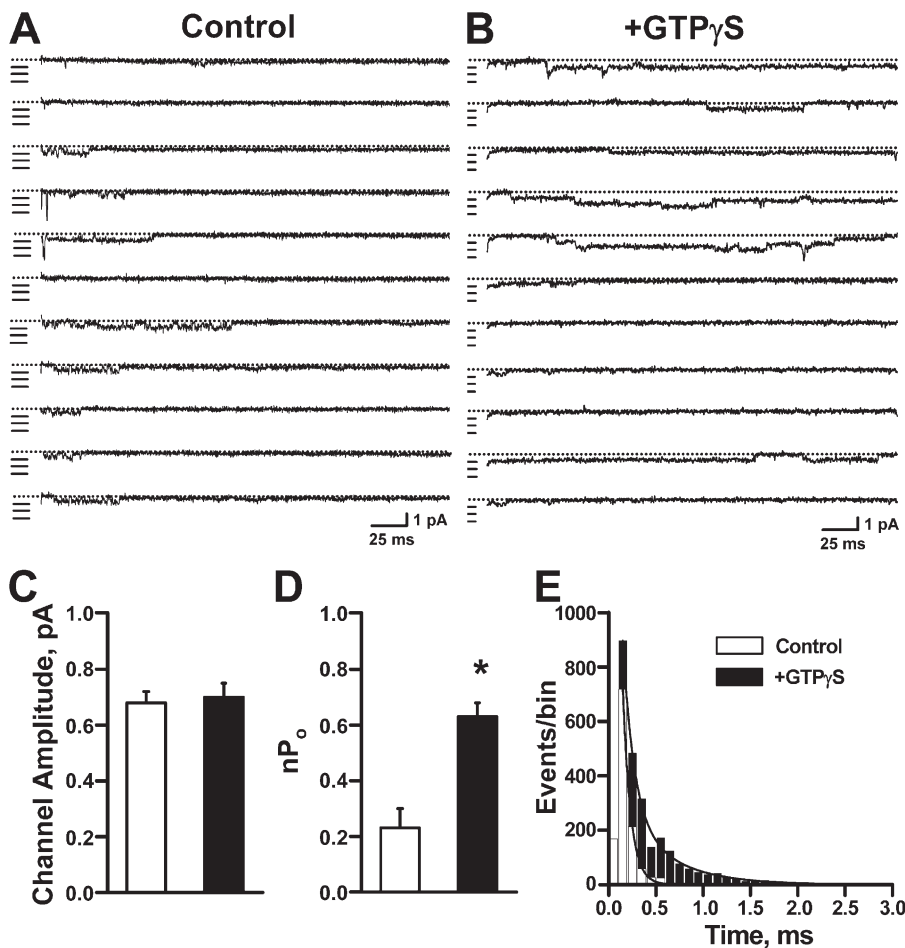 A Control
B +GTPγS
1 pA
25 ms
1 pA
25 ms
C
Channel Amplitude, pA
1.0
0.8
0.6
0.4
0.2
0.0
D
nPo
1.0
0.8
0.6
0.4
0.2
0.0
*
E
Events/bin
1000
800
600
400
200
0
Control
+GTPγS
0.0 0.5 1.0 1.5 2.0 2.5 3.0
Time, ms